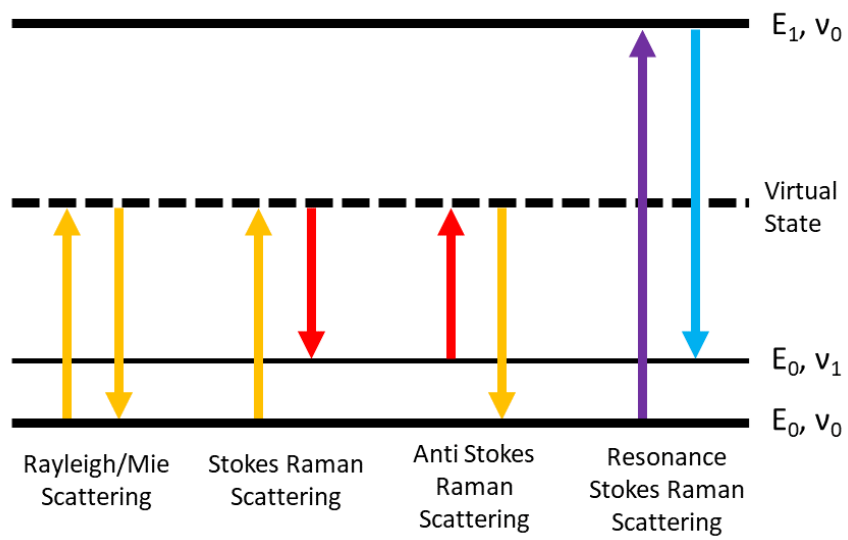 E₁, ν₀
Virtual
State
E₀, ν₁
E₀, ν₀
Rayleigh/Mie
Scattering
Stokes Raman
Scattering
Anti Stokes
Raman
Scattering
Resonance
Stokes Raman
Scattering